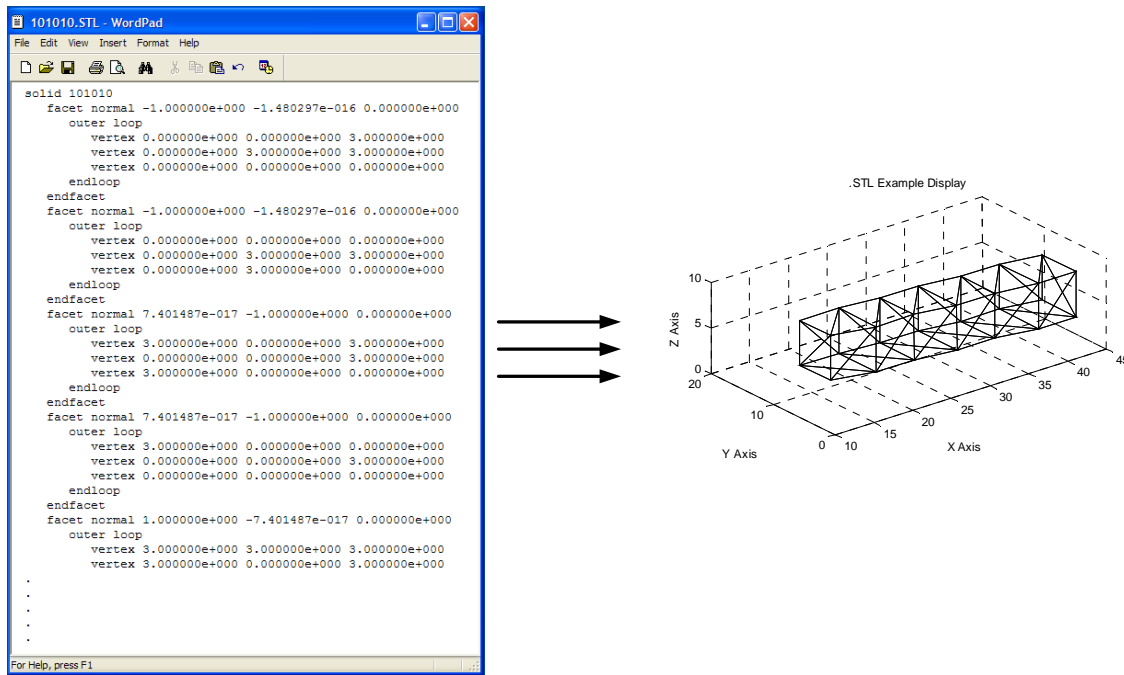 101010.STL - WordPad
File Edit View Insert Format Help
solid 101010
facet normal -1.000000e+000 -1.480297e-016 0.000000e+000
outer loop
vertex 0.000000e+000 0.000000e+000 3.000000e+000
vertex 0.000000e+000 3.000000e+000 3.000000e+000
vertex 0.000000e+000 0.000000e+000 0.000000e+000
endloop
endfacet
facet normal -1.000000e+000 -1.480297e-016 0.000000e+000
outer loop
vertex 0.000000e+000 0.000000e+000 0.000000e+000
vertex 0.000000e+000 3.000000e+000 3.000000e+000
vertex 0.000000e+000 3.000000e+000 0.000000e+000
endloop
endfacet
facet normal 7.401487e-017 -1.000000e+000 0.000000e+000
outer loop
vertex 3.000000e+000 0.000000e+000 3.000000e+000
vertex 0.000000e+000 0.000000e+000 3.000000e+000
vertex 3.000000e+000 0.000000e+000 0.000000e+000
endloop
endfacet
facet normal 7.401487e-017 -1.000000e+000 0.000000e+000
outer loop
vertex 3.000000e+000 0.000000e+000 0.000000e+000
vertex 0.000000e+000 0.000000e+000 3.000000e+000
vertex 0.000000e+000 0.000000e+000 0.000000e+000
endloop
endfacet
facet normal 1.000000e+000 -7.401487e-017 0.000000e+000
outer loop
vertex 3.000000e+000 3.000000e+000 3.000000e+000
vertex 3.000000e+000 0.000000e+000 3.000000e+000
.
.
.
.
.
For Help, press F1
.STL Example Display
10
5
0
Z Axis
20
10
0
Y Axis
10
15
20
25
30
35
40
45
X Axis